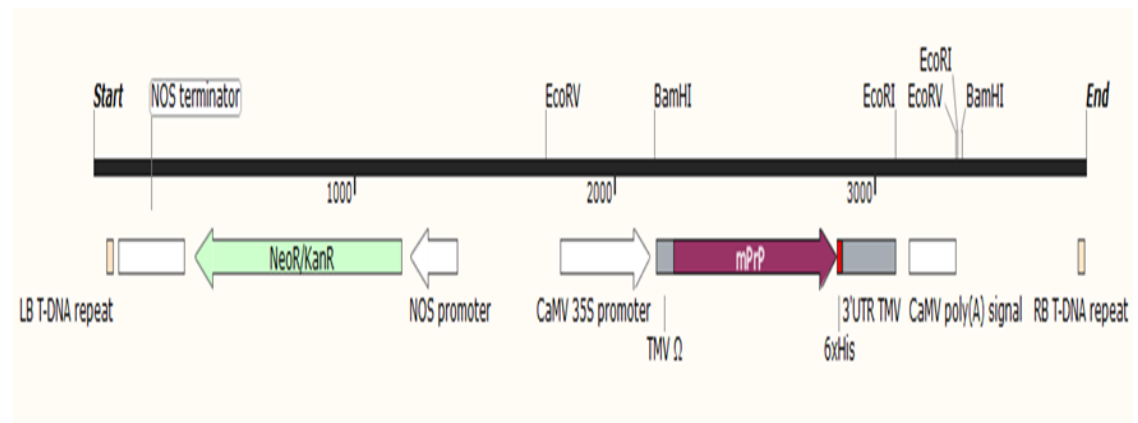 EcoRI
Start NOS terminator EcoRV BamHI EcoRI EcoRV BamHI End
1000 2000 3000
NeoR/KanR mPrP
LB T-DNA repeat NOS promoter CaMV 35S promoter 3'UTR TMV CaMV poly(A) signal RB T-DNA repeat
TMV Ω 6xHis